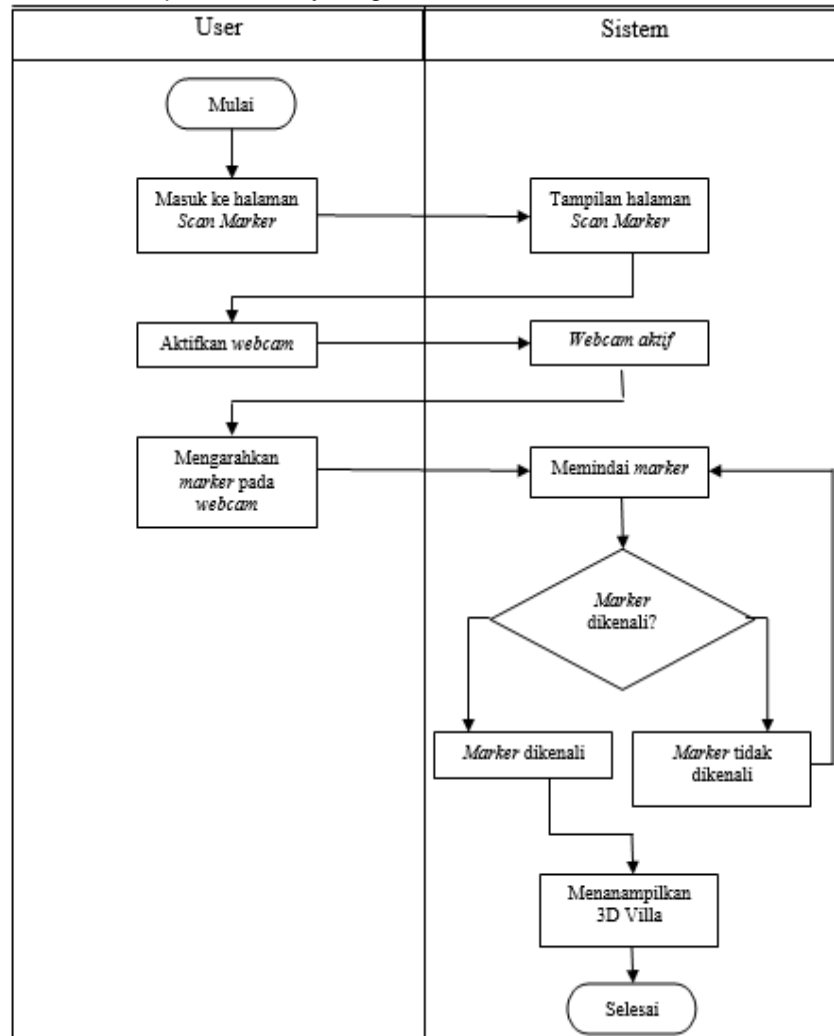 User
Sistem
Mulai
Masuk ke halaman
Scan Marker
Tampilan halaman
Scan Marker
Aktifkan webcam
Webcam aktif
Mengarahkan
marker pada
webcam
Memindai marker
Marker
dikenali?
Marker dikenali
Marker tidak
dikenali
Menanampilkan
3D Villa
Selesai